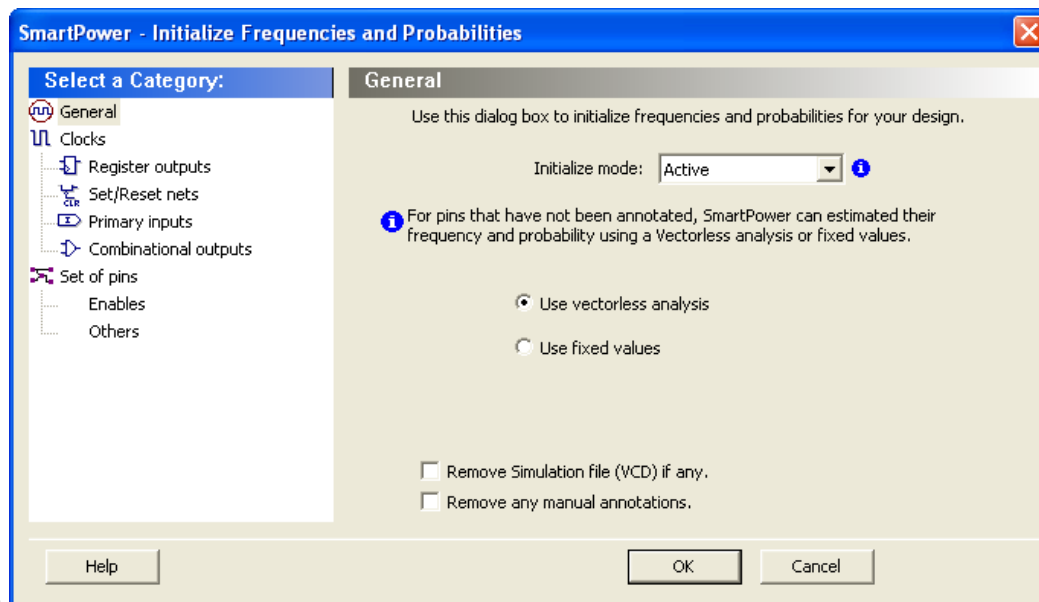 SmartPower - Initialize Frequencies and Probabilities
Select a Category:
General
Clocks
Register outputs
Set/Reset nets
CLR
Primary inputs
Combinational outputs
Set of pins
Enables
Others
General
Use this dialog box to initialize frequencies and probabilities for your design.
Initialize mode: Active
For pins that have not been annotated, SmartPower can estimated their
frequency and probability using a Vectorless analysis or fixed values.
Use vectorless analysis
Use fixed values
Remove Simulation file (VCD) if any.
Remove any manual annotations.
Help
OK
Cancel